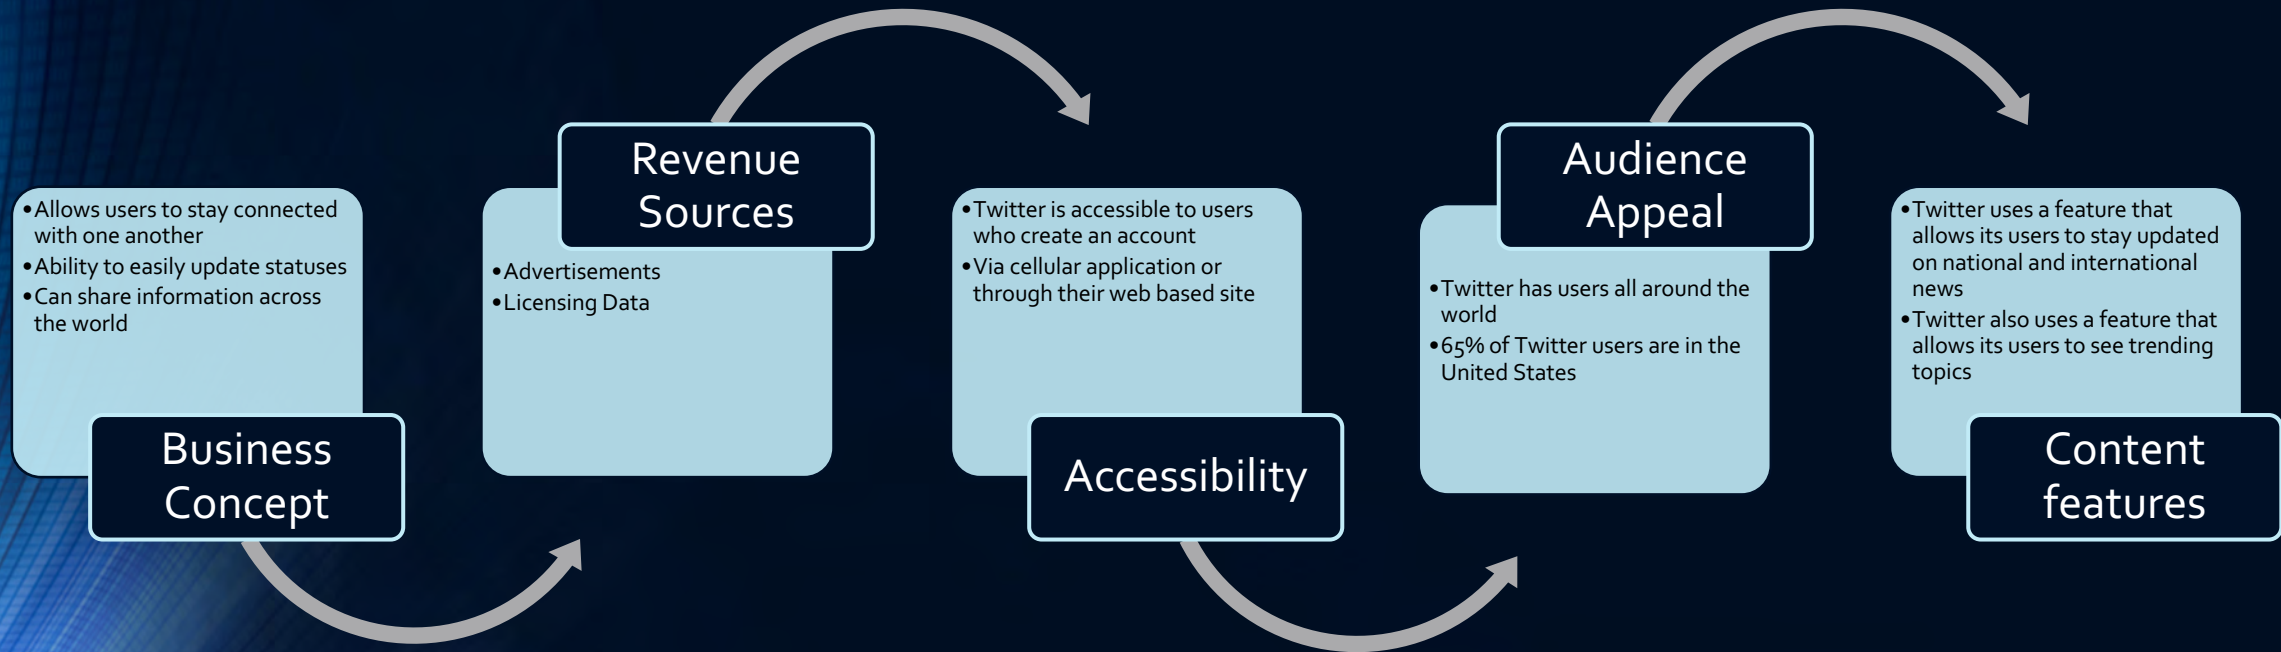 •Allows users to stay connected
with one another
•Ability to easily update statuses
•Can share information across
the world
Business
Concept
Revenue
Sources
•Advertisements
•Licensing Data
•Twitter is accessible to users
who create an account
•Via cellular application or
through their web based site
Accessibility
Audience
Appeal
•Twitter has users all around the
world
•65% of Twitter users are in the
United States
•Twitter uses a feature that
allows its users to stay updated
on national and international
news
•Twitter also uses a feature that
allows its users to see trending
topics
Content
features